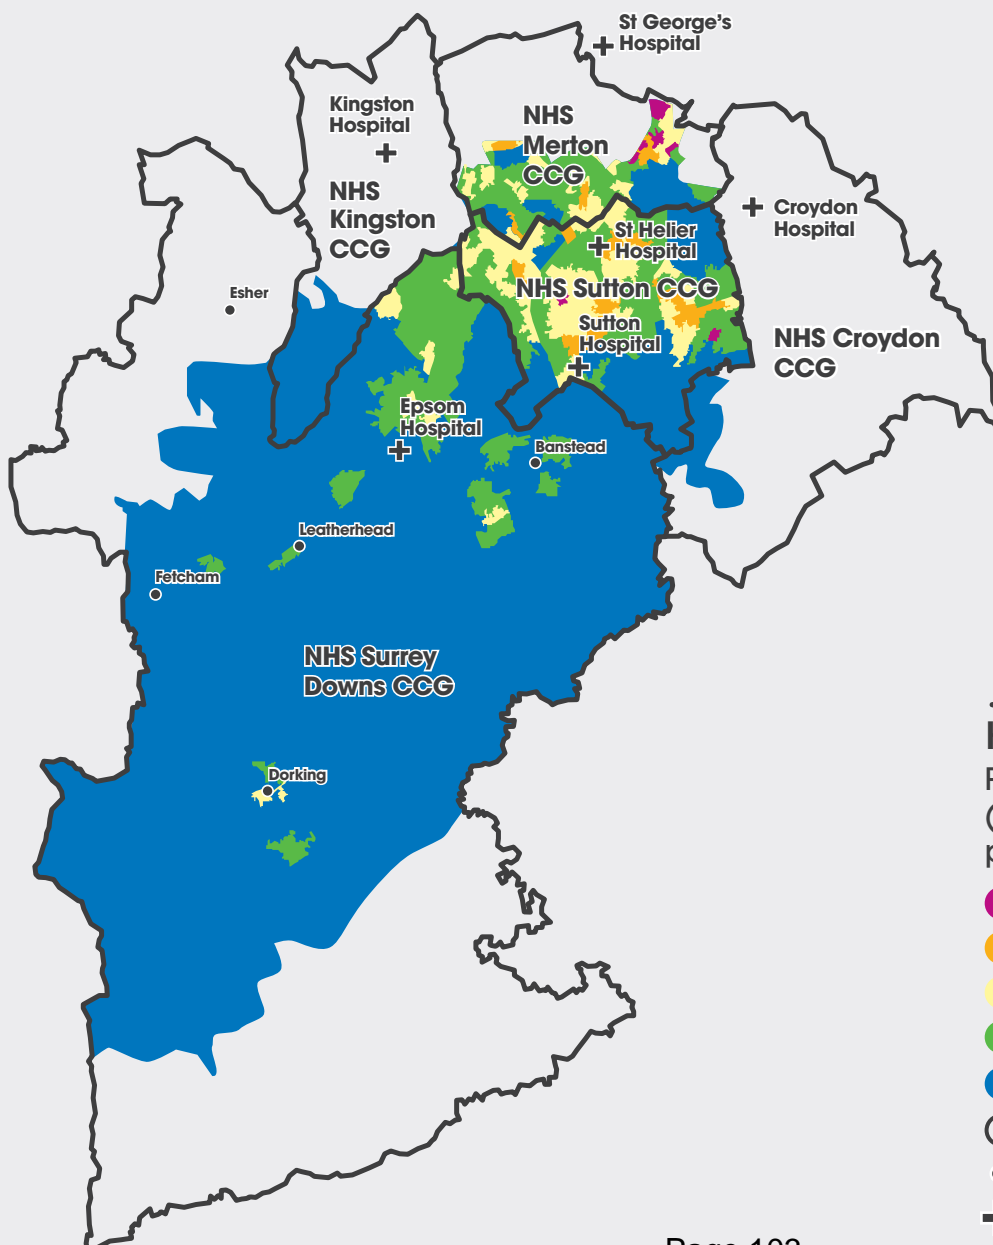 St George's
Hospital
Kingston
Hospital
NHS
Merton
CCG
NHS
Kingston
CCG
Croydon
Hospital
St Helier
Hospital
Esher
NHS Sutton CCG
Sutton
Hospital
NHS Croydon
CCG
Epsom
Hospital
Banstead
Leatherhead
Fetcham
NHS Surrey
Downs CCG
Dorking